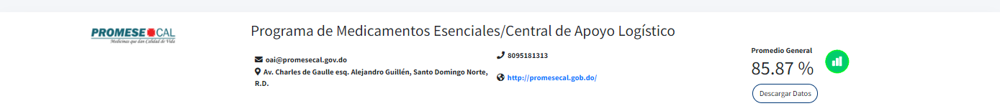 PROMESE CAL
Medicinas que dan Calidad de Vida
Programa de Medicamentos Esenciales/Central de Apoyo Logístico
oai@promesecal.gov.do
Av. Charles de Gaulle esq. Alejandro Guillén, Santo Domingo Norte,
R.D.
8095181313
http://promesecal.gob.do/
Promedio General
85.87 %
Descargar Datos